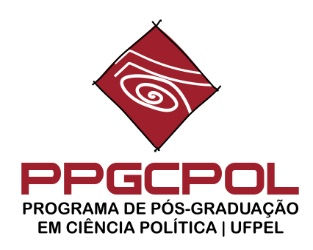 PPGCPOL
PROGRAMA DE PÓS-GRADUAÇÃO
EM CIÊNCIA POLÍTICA | UFPEL